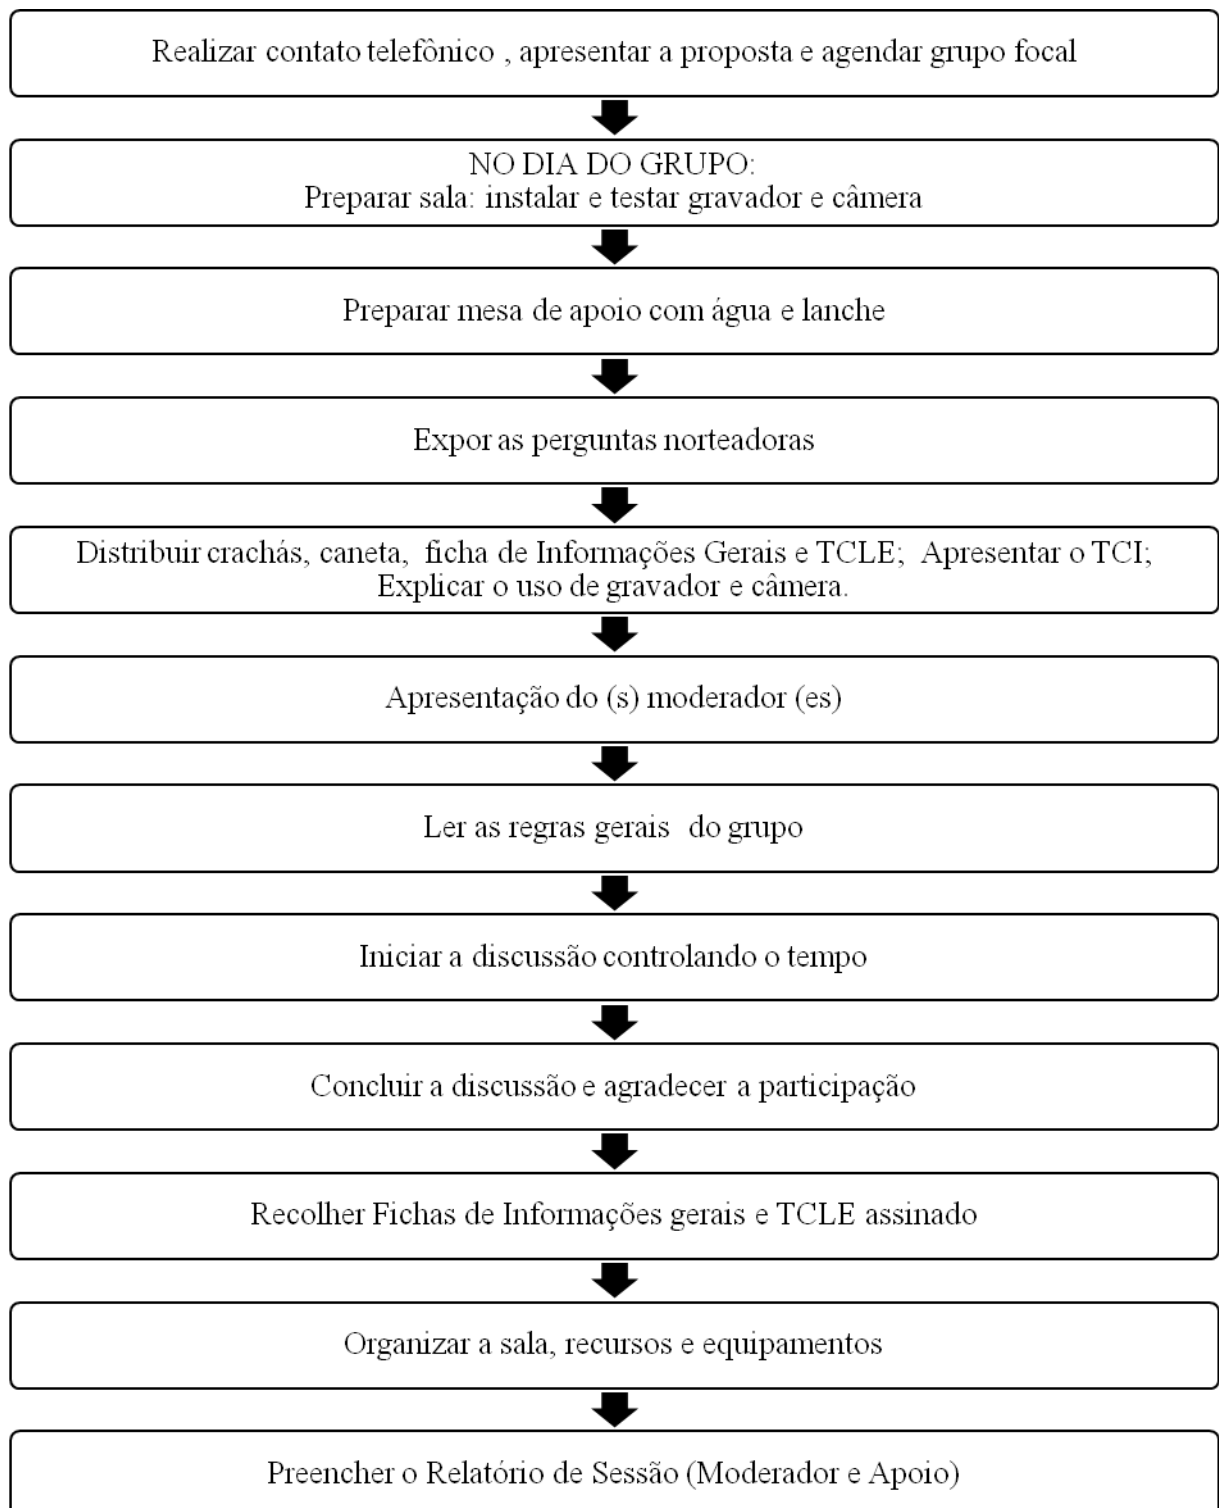 Realizar contato telefônico , apresentar a proposta e agendar grupo focal
NO DIA DO GRUPO:
Preparar sala: instalar e testar gravador e câmera
Preparar mesa de apoio com água e lanche
Expor as perguntas norteadoras
Distribuir crachás, caneta, ficha de Informações Gerais e TCLE; Apresentar o TCI;
Explicar o uso de gravador e câmera.
Apresentação do (s) moderador (es)
Ler as regras gerais do grupo
Iniciar a discussão controlando o tempo
Concluir a discussão e agradecer a participação
Recolher Fichas de Informações gerais e TCLE assinado
Organizar a sala, recursos e equipamentos
Preencher o Relatório de Sessão (Moderador e Apoio)